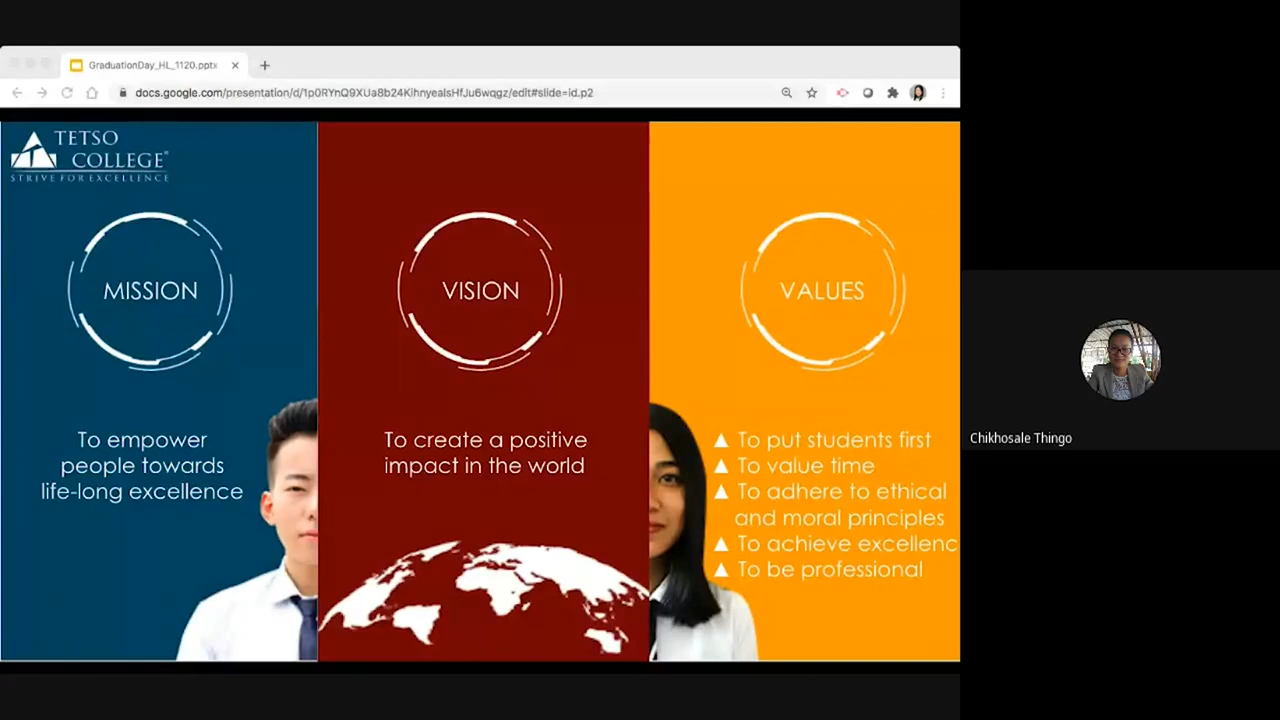 GraduationDay_HL_1120.pptx
docs.google.com/presentation/d/1p0RYnQ9XUa8b24KihnyealsHfJu6wqgz/edit#slide=id.p2
TETSO
COLLEGE®
STRIVE FOR EXCELLENCE
MISSION
To empower
people towards
life-long excellence
VISION
To create a positive
impact in the world
VALUES
▲ To put students first
▲ To value time
▲ To adhere to ethical
and moral principles
▲ To achieve excellenc
▲ To be professional
Chikhosale Thingo